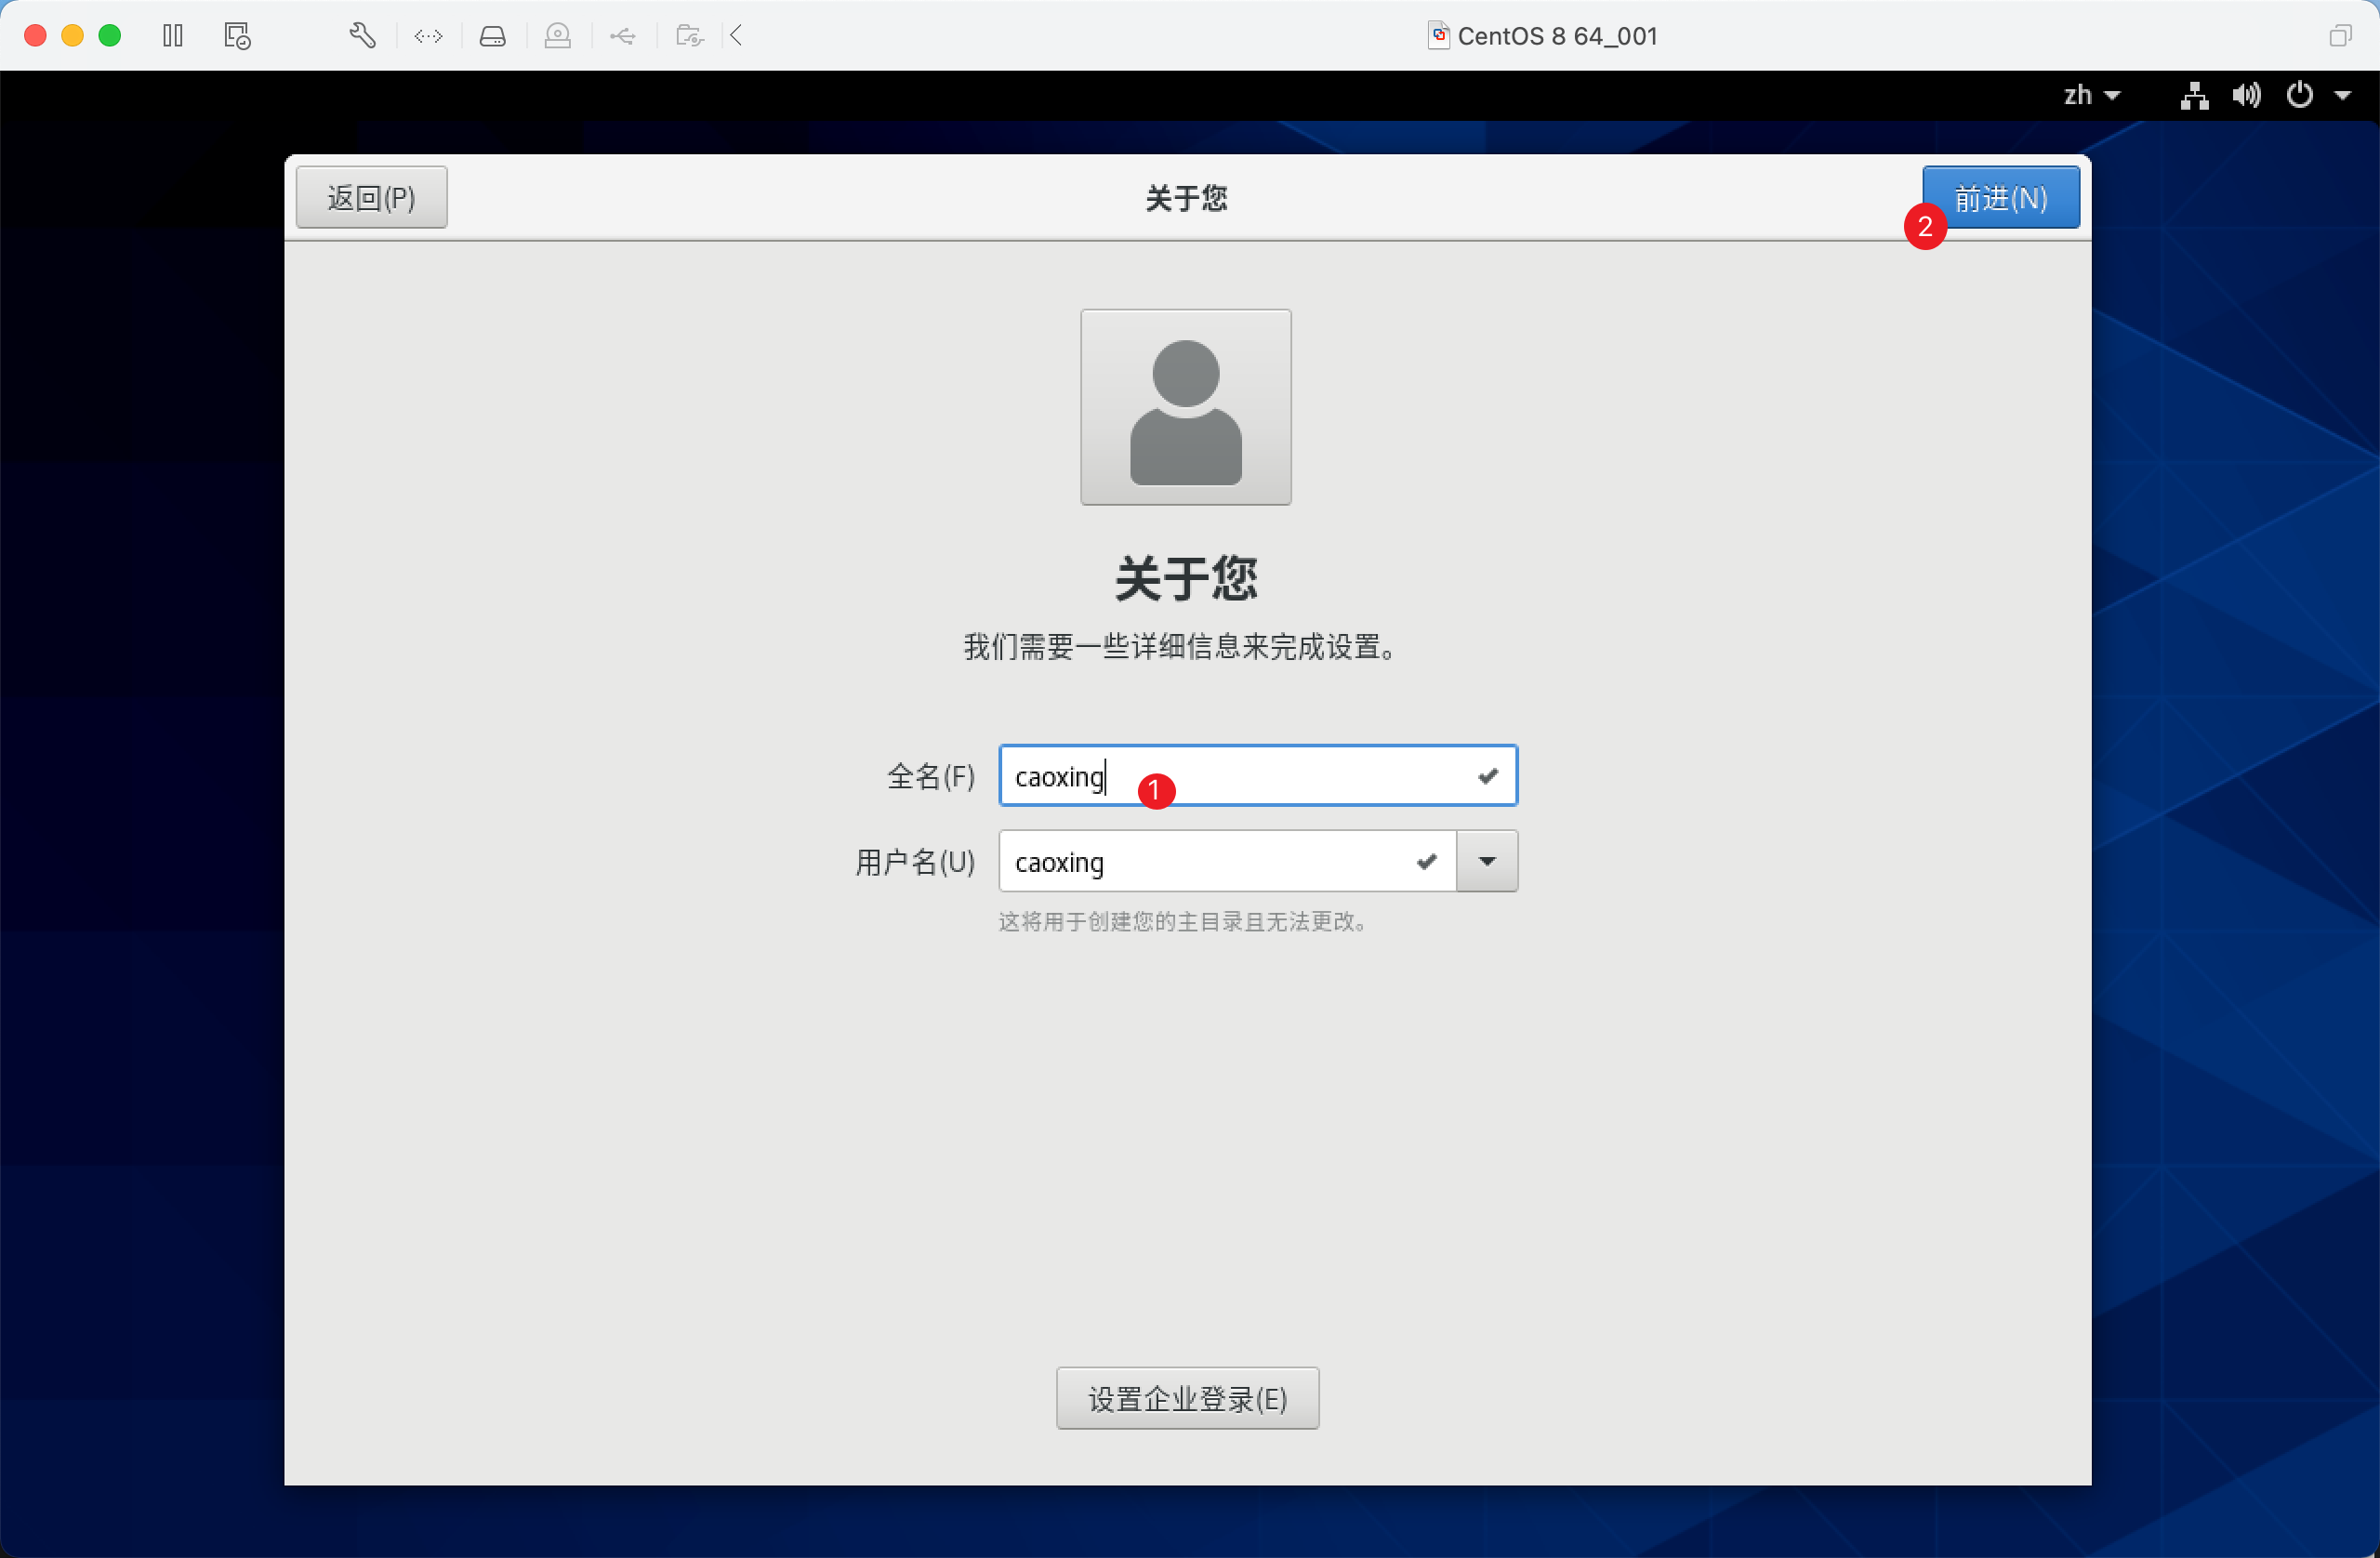 CentOS 8 64_001
zh
返回(P)
关于您
前进(N)
2
关于您
我们需要一些详细信息来完成设置。
全名(F)
caoxing
1
用户名(U)
caoxing
这将用于创建您的主目录且无法更改。
设置企业登录(E)